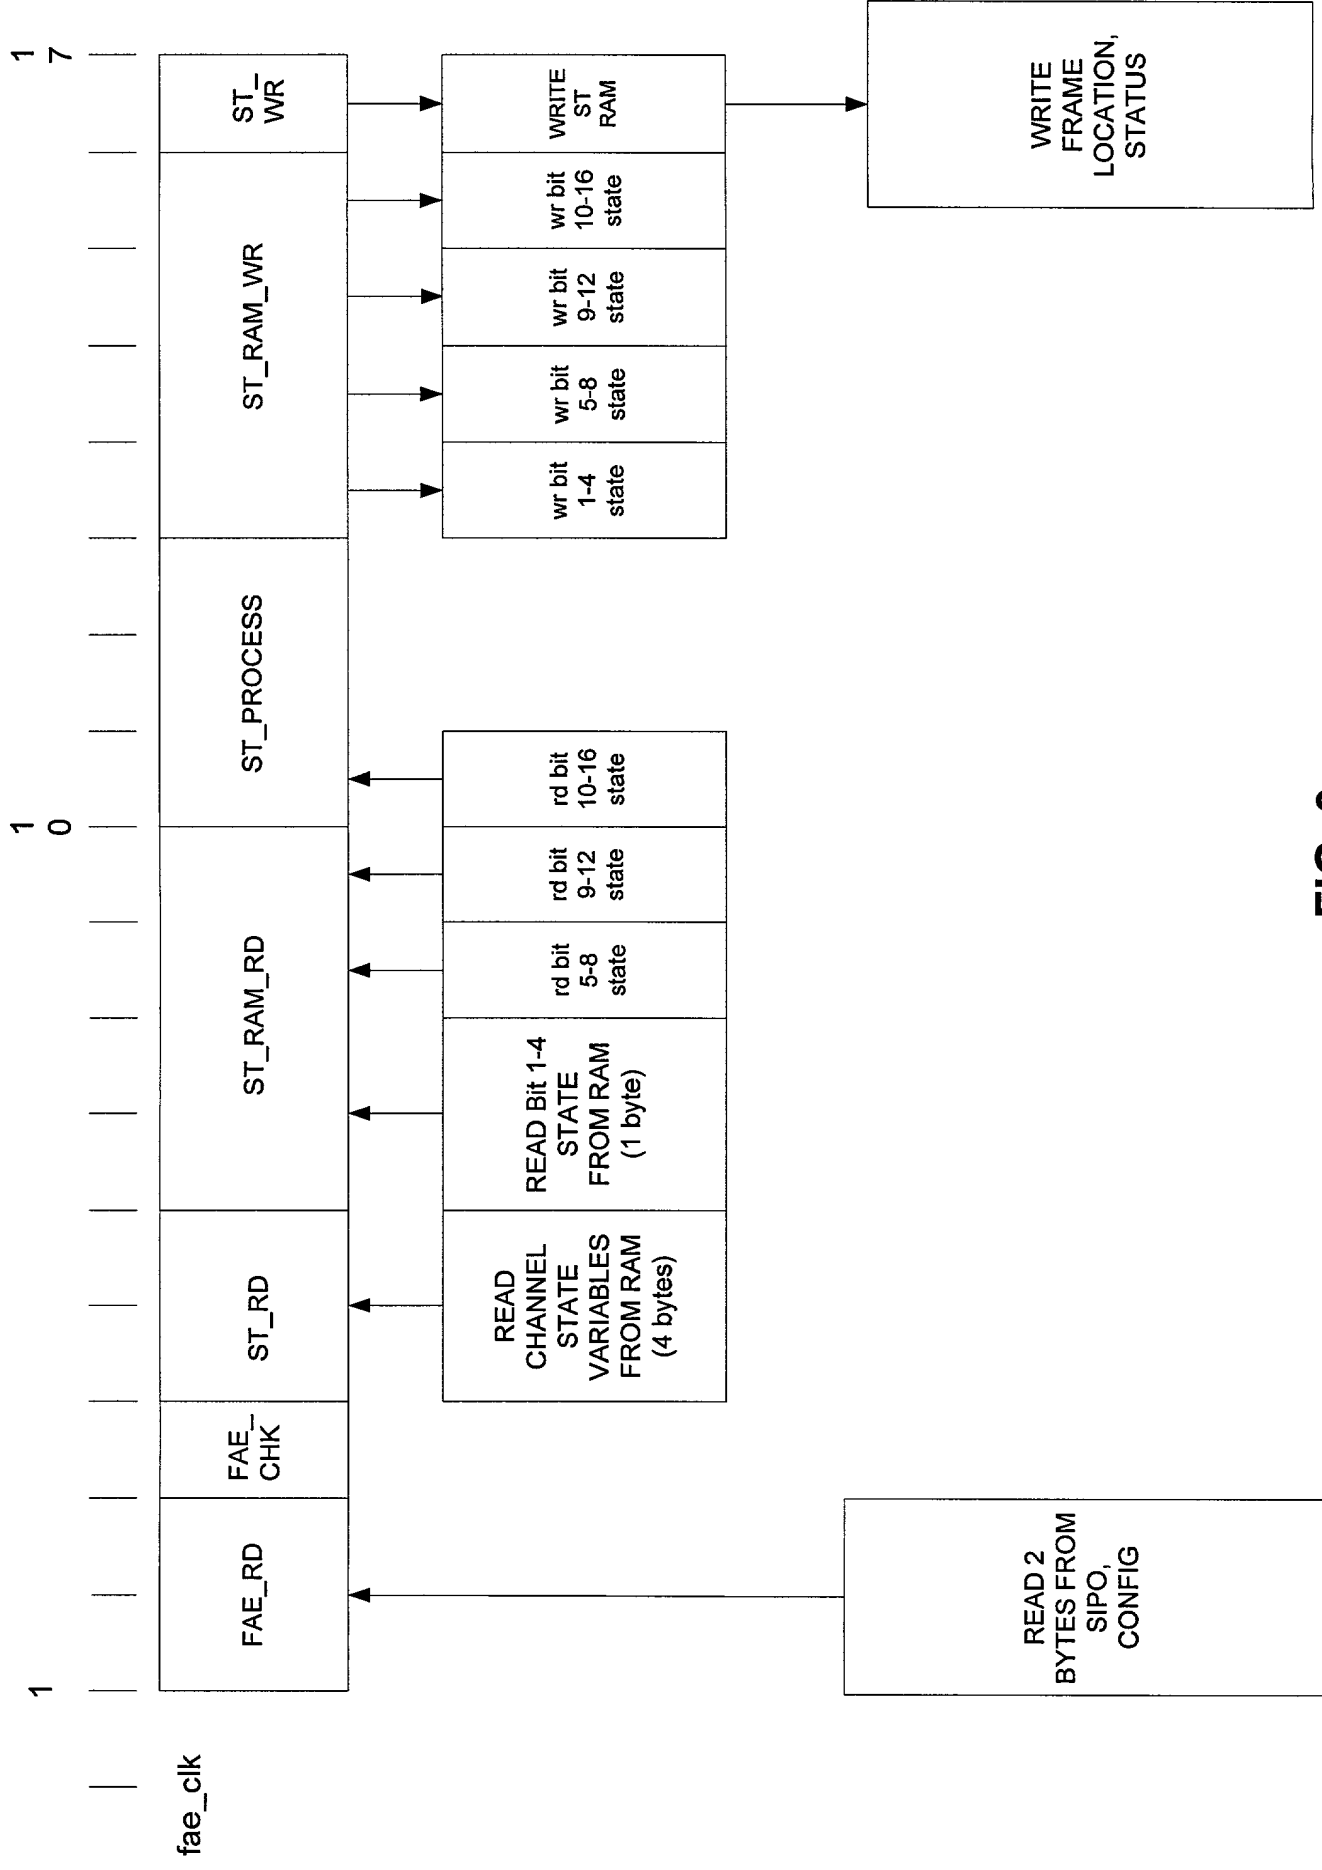 1
1
0
1
7
fae_clk
FAE_RD
FAE_
CHK
ST_RD
ST_RAM_RD
ST_PROCESS
ST_RAM_WR
ST_
WR
READ
CHANNEL
STATE
VARIABLES
FROM RAM
(4 bytes)
READ Bit 1-4
STATE
FROM RAM
(1 byte)
rd bit
5-8
state
rd bit
9-12
state
rd bit
10-16
state
wr bit
1-4
state
wr bit
5-8
state
wr bit
9-12
state
wr bit
10-16
state
WRITE
ST
RAM
READ 2
BYTES FROM
SIPO,
CONFIG
WRITE
FRAME
LOCATION,
STATUS
FIG.